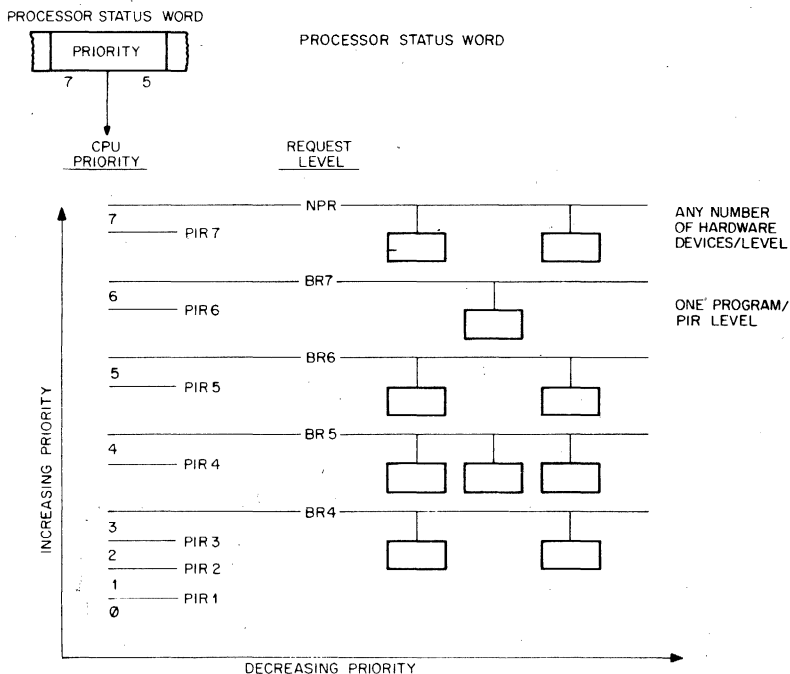 PROCESSOR STATUS WORD
PROCESSOR STATUS WORD
PRIORITY
7 5
CPU
PRIORITY
REQUEST
LEVEL
NPR
7
PIR 7
ANY NUMBER
OF HARDWARE
DEVICES/LEVEL
BR7
6
PIR 6
ONE PROGRAM/
PIR LEVEL
BR6
5
PIR 5
BR 5
4
PIR 4
BR4
3
PIR 3
2
PIR 2
1
PIR 1
Ø
INCREASING PRIORITY
DECREASING PRIORITY